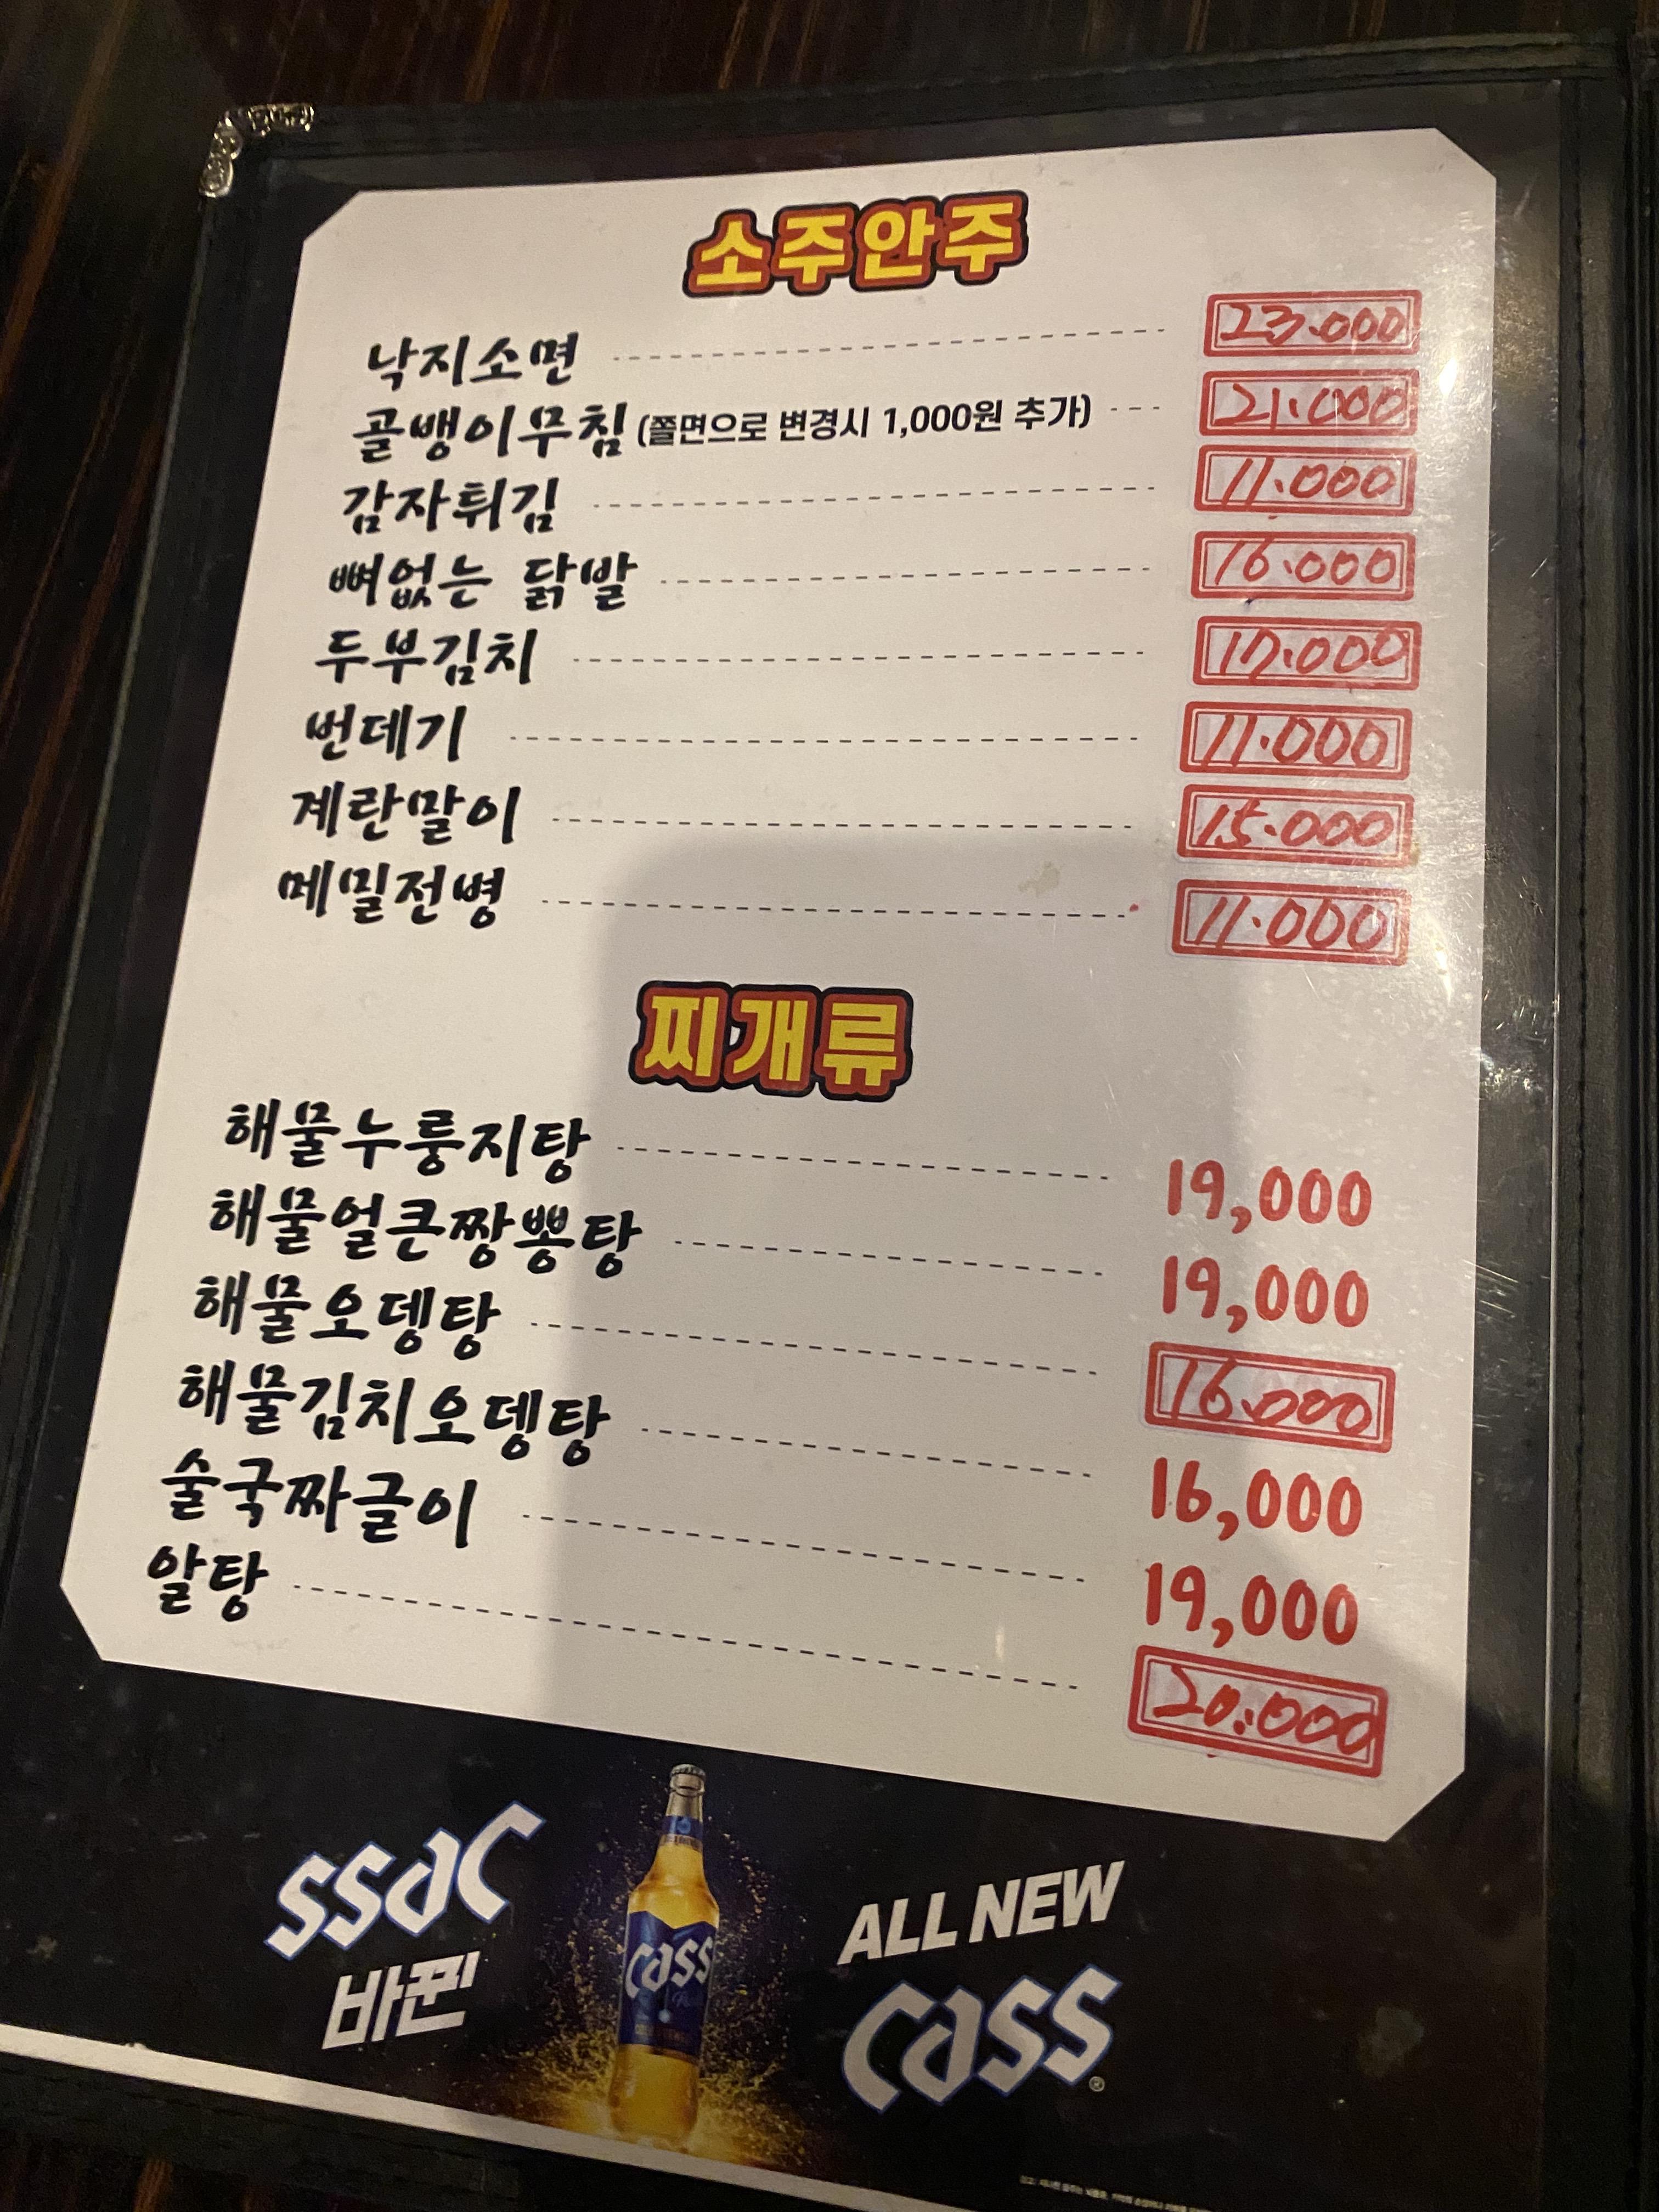 소주안주
낙지소면 23.000
골뱅이무침 (쫄면으로 변경시 1,000원 추가) 21.000
감자튀김 11.000
뼈없는 닭발 16.000
두부김치 17.000
번데기 11.000
계란말이 15.000
메밀전병 11.000
찌개류
해물누룽지탕 19,000
해물얼큰짱뽕탕 19,000
해물오뎅탕 16.000
해물김치오뎅탕 16,000
술국짜글이 19,000
알탕 20.000
ssac
바뀐
cass
ALL NEW
cass